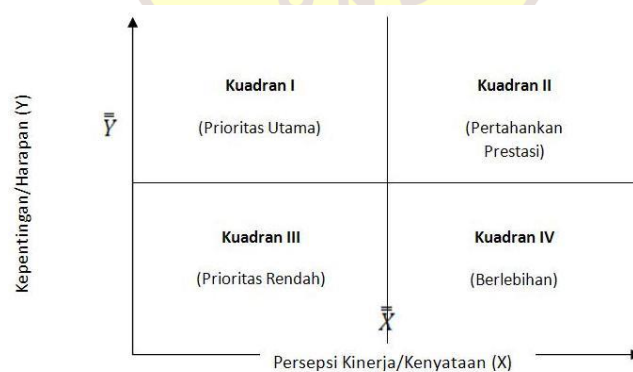 Kepentingan/Harapan (Y)
Kuadran I
(Prioritas Utama)
Kuadran II
(Pertahankan
Prestasi)
Y̿
Kuadran III
(Prioritas Rendah)
Kuadran IV
(Berlebihan)
X̿
Persepsi Kinerja/Kenyataan (X)